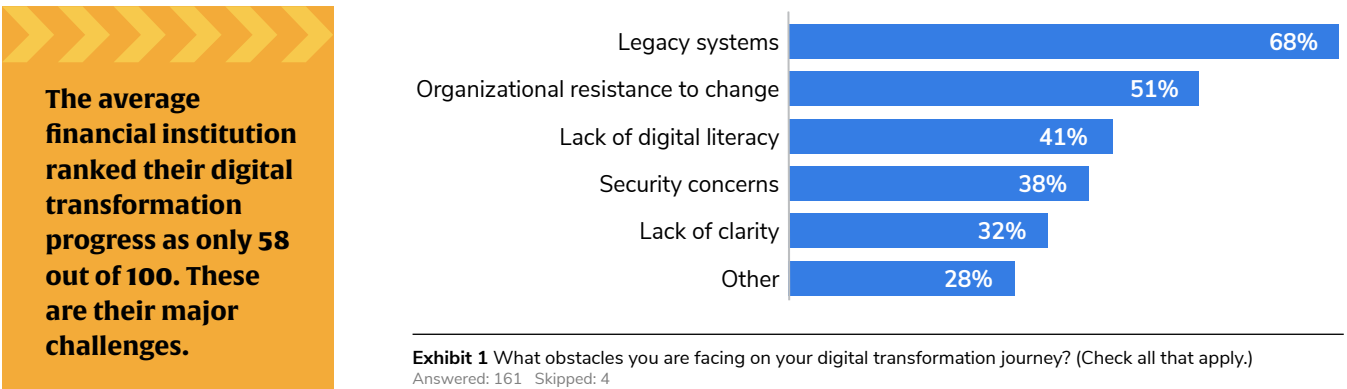 The average
financial institution
ranked their digital
transformation
progress as only 58
out of 100. These
are their major
challenges.
Legacy systems 68%
Organizational resistance to change 51%
Lack of digital literacy 41%
Security concerns 38%
Lack of clarity 32%
Other 28%
Exhibit 1 What obstacles you are facing on your digital transformation journey? (Check all that apply.)
Answered: 161 Skipped: 4